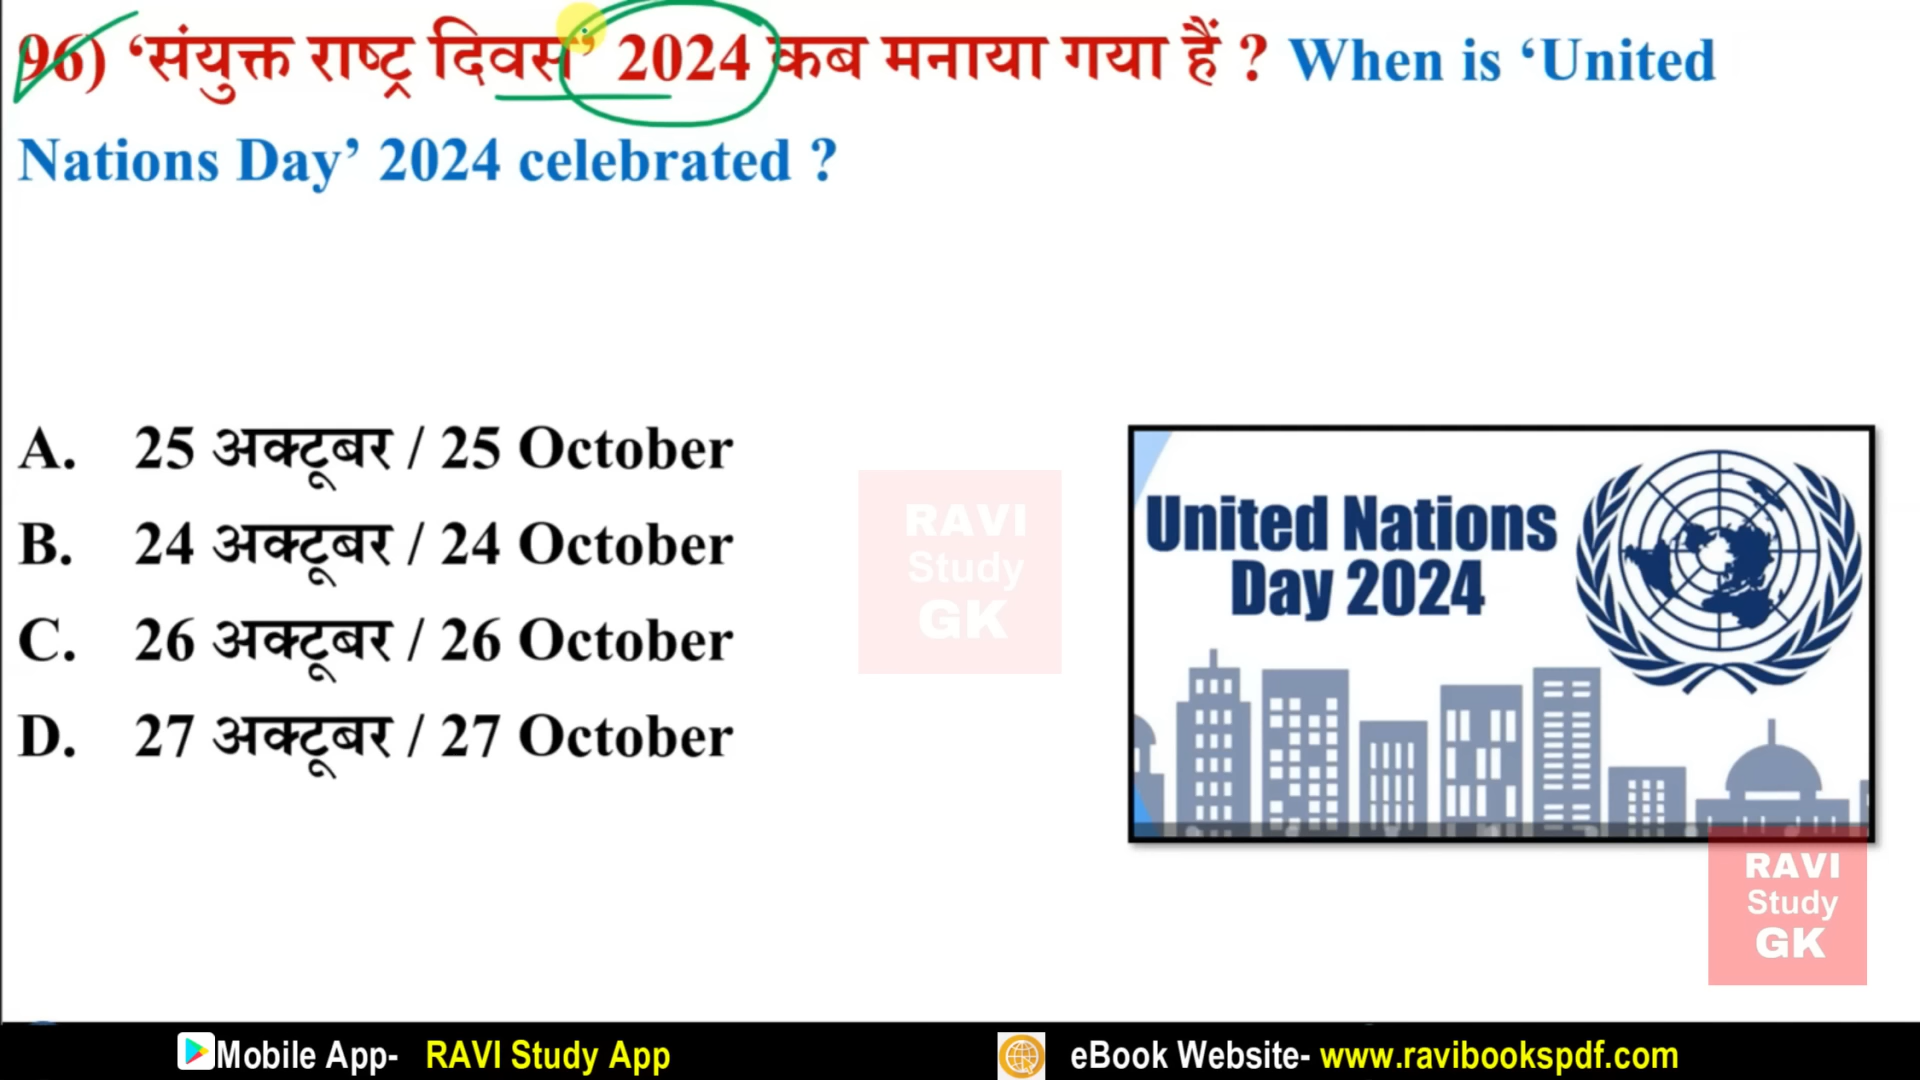 96) ‘संयुक्त राष्ट्र दिवस’ 2024 कब मनाया गया हैं ? When is ‘United
Nations Day’ 2024 celebrated ?
A. 25 अक्टूबर / 25 October
B. 24 अक्टूबर / 24 October
C. 26 अक्टूबर / 26 October
D. 27 अक्टूबर / 27 October
United Nations
Day 2024
RAVI
Study
GK
RAVI
Study
GK
Mobile App- RAVI Study App
eBook Website- www.ravibookspdf.com